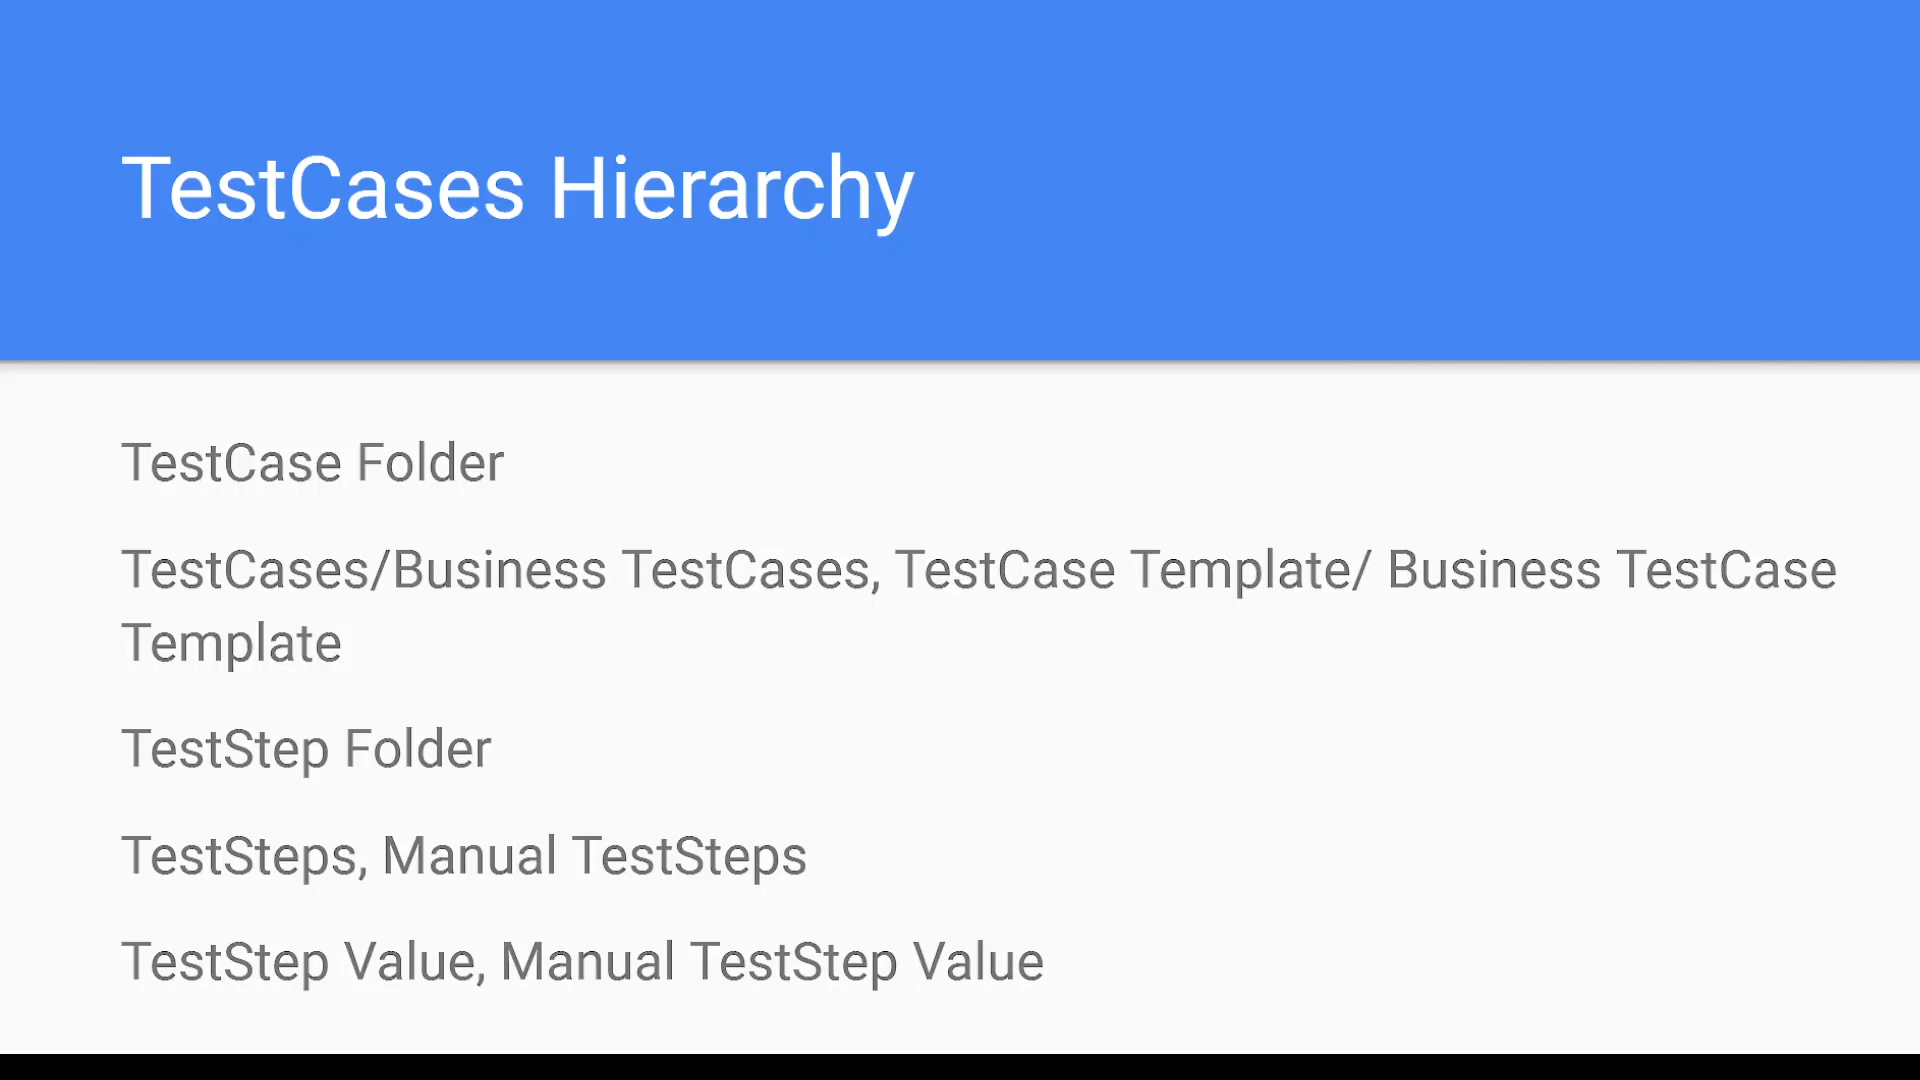 TestCases Hierarchy
TestCase Folder
TestCases/Business TestCases, TestCase Template/ Business TestCase
Template
TestStep Folder
TestSteps, Manual TestSteps
TestStep Value, Manual TestStep Value